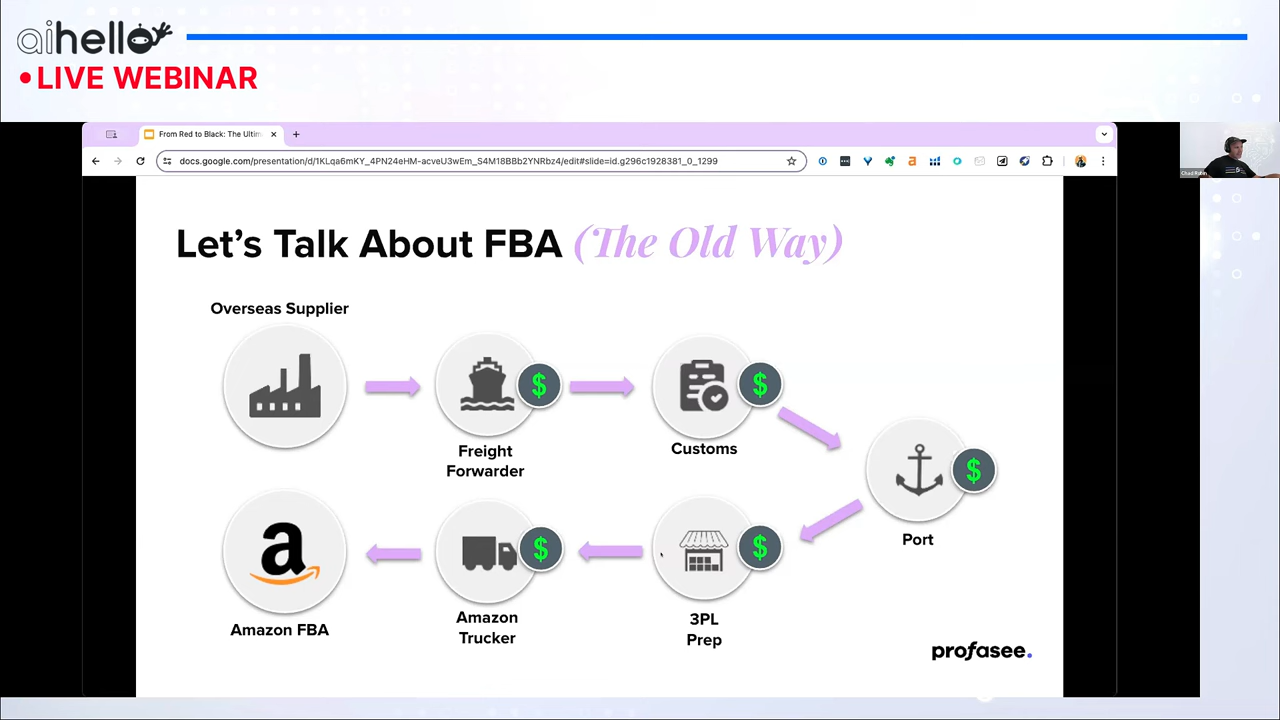 aihello
•LIVE WEBINAR
From Red to Black: The Ultim
docs.google.com/presentation/d/1KLqa6mKY_4PN24eHM-acveU3wEm_S4M18BBb2YNRbz4/edit#slide=id.g296c1928381_0_1299
Let's Talk About FBA (The Old Way)
Overseas Supplier
$
$
Freight
Forwarder
Customs
$
Port
a
$
$
Amazon FBA
Amazon
Trucker
3PL
Prep
profasee.